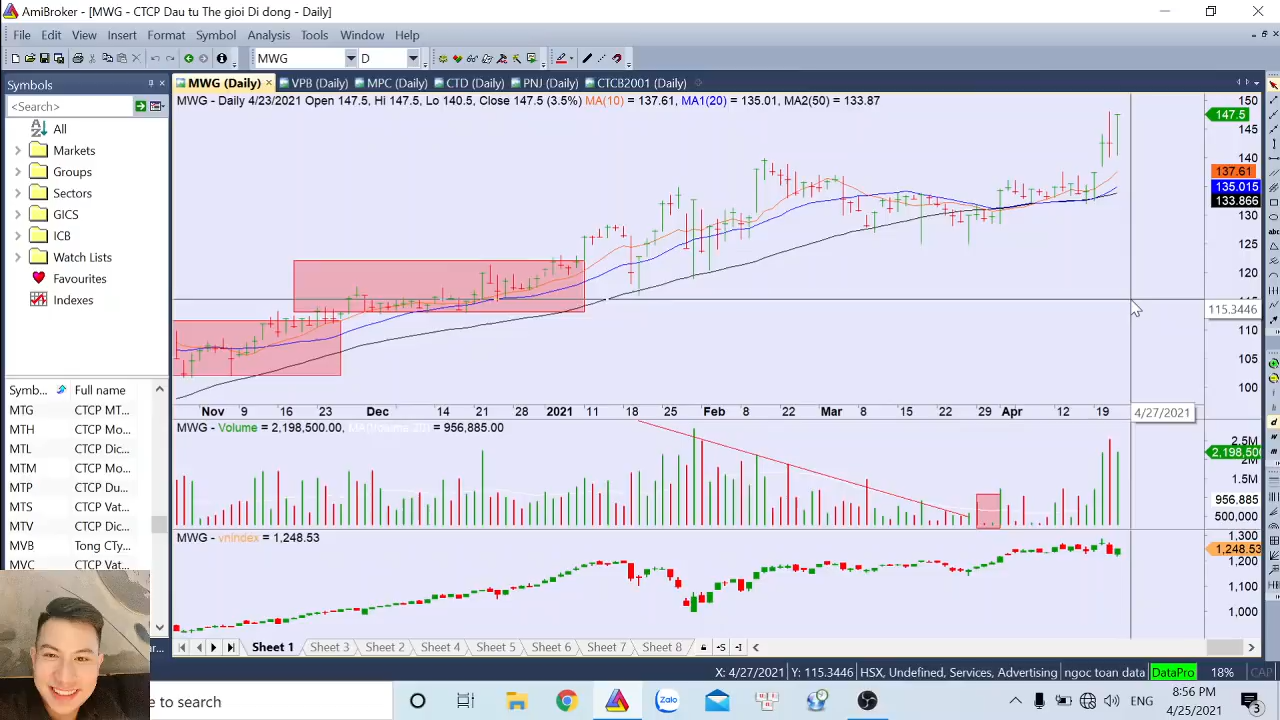 AmiBroker - [MWG - CTCP Dau tu The gioi Di dong - Daily]
File Edit View Insert Format Symbol Analysis Tools Window Help
MWG D
Symbols
MWG (Daily) VPB (Daily) MPC (Daily) CTD (Daily) PNJ (Daily) CTCB2001 (Daily)
<Search>
MWG - Daily 4/23/2021 Open 147.5, Hi 147.5, Lo 140.5, Close 147.5 (3.5%) MA(10) = 137.61, MA1(20) = 135.01, MA2(50) = 133.87
All
Markets
Groups
Sectors
GICS
ICB
Watch Lists
Favourites
Indexes
150
147.5
145
140
137.61
135.015
133.866
130
125
120
115
115.3446
110
105
100
Nov 9 16 23 Dec 14 21 28 2021 11 18 25 Feb 8 22 Mar 8 15 22 29 Apr 12 19
4/27/2021
Symb... Full name
MTG CTCP MT...
MTH CTCP Mo...
MTL CTCP Dic...
MTM CTCP Mo...
MTP CTCP Du...
MTS CTCP Vat...
MTV CTCP Dic...
MVB Tong CTy...
MVC CTCP Vat...
MWG - Volume = 2,198,500.00, MA(Volume,20) = 956,885.00
2.5M
2,198,500
2M
1.5M
956,885
500,000
MWG - vnindex = 1,248.53
1,300
1,248.53
1,200
1,100
1,000
Sheet 1 Sheet 3 Sheet 2 Sheet 4 Sheet 5 Sheet 6 Sheet 7 Sheet 8
X: 4/27/2021 Y: 115.3446 HSX, Undefined, Services, Advertising ngoc toan data DataPro 18% CAP
e to search
Zalo
ENG
8:56 PM
4/25/2021
3